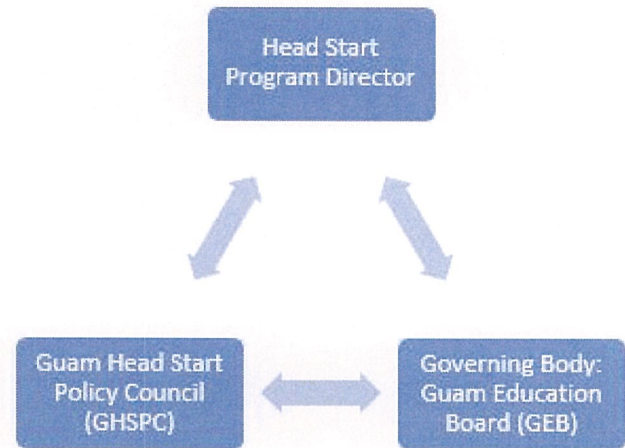 Head Start
Program Director
Guam Head Start
Policy Council
(GHSPC)
Governing Body:
Guam Education
Board (GEB)